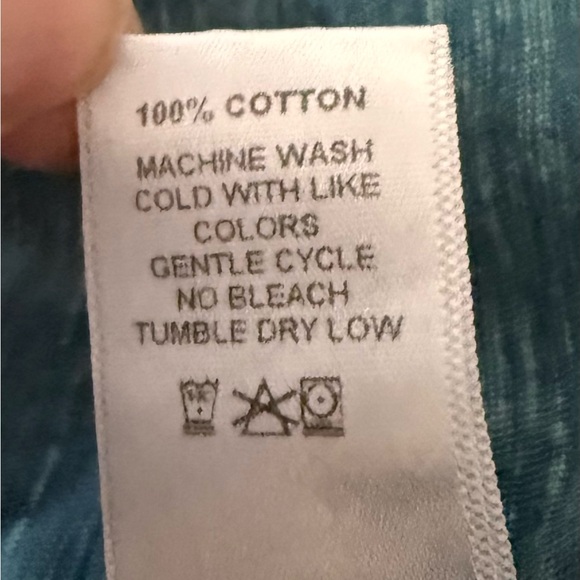 100% COTTON
MACHINE WASH
COLD WITH LIKE
COLORS
GENTLE CYCLE
NO BLEACH
TUMBLE DRY LOW